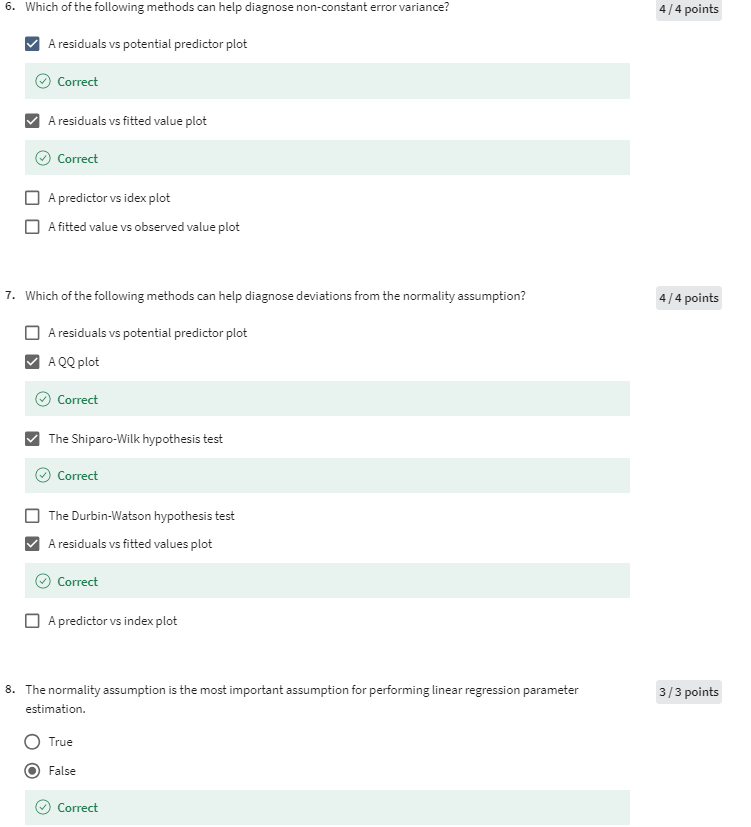 6. Which of the following methods can help diagnose non-constant error variance?
4 / 4 points
A residuals vs potential predictor plot
Correct
A residuals vs fitted value plot
Correct
A predictor vs idex plot
A fitted value vs observed value plot
7. Which of the following methods can help diagnose deviations from the normality assumption?
4 / 4 points
A residuals vs potential predictor plot
A QQ plot
Correct
The Shiparo-Wilk hypothesis test
Correct
The Durbin-Watson hypothesis test
A residuals vs fitted values plot
Correct
A predictor vs index plot
8. The normality assumption is the most important assumption for performing linear regression parameter
estimation.
3 / 3 points
True
False
Correct